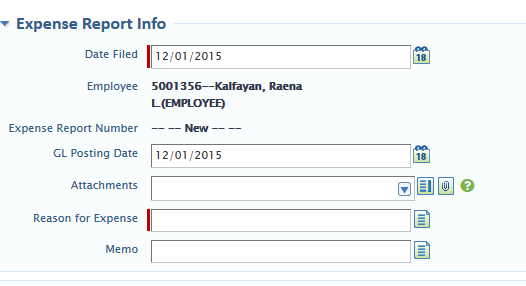 Expense Report Info
Date Filed 12/01/2015 18
Employee 5001356--Kalfayan, Raena
L.(EMPLOYEE)
Expense Report Number -- -- New -- --
GL Posting Date 12/01/2015 18
Attachments ?
Reason for Expense
Memo